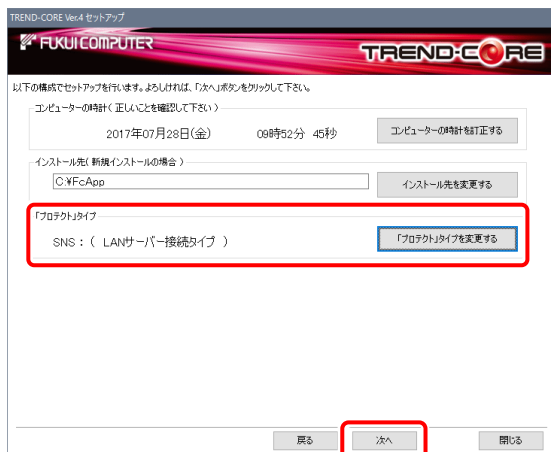 TREND-CORE Ver.4 セットアップ
FUKUI COMPUTER
TREND-CORE
以下の構成でセットアップを行います。よろしければ、「次へ」ボタンをクリックして下さい。
コンピューターの時計( 正しいことを確認して下さい )
2017年07月28日(金) 09時52分 45秒 コンピューターの時計を訂正する
インストール先( 新規インストールの場合 )
C:¥FcApp インストール先を変更する
「プロテクト」タイプ
SNS : ( LANサーバー接続タイプ ) 「プロテクト」タイプを変更する
戻る 次へ 閉じる